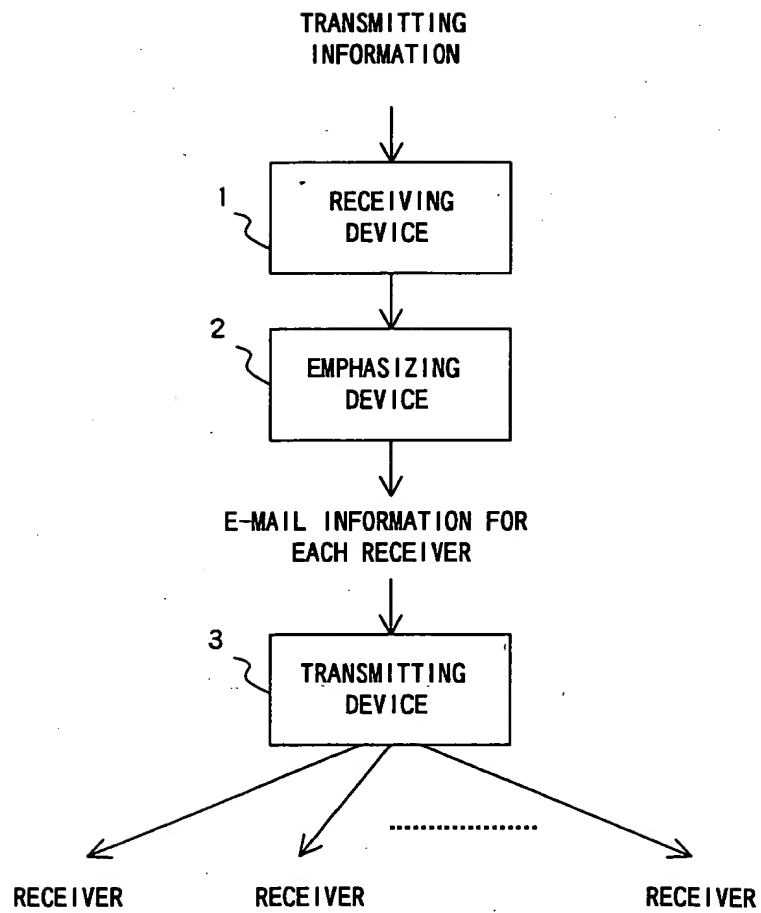 TRANSMITTING
INFORMATION
1
RECEIVING
DEVICE
2
EMPHASIZING
DEVICE
E-MAIL INFORMATION FOR
EACH RECEIVER
3
TRANSMITTING
DEVICE
RECEIVER RECEIVER RECEIVER